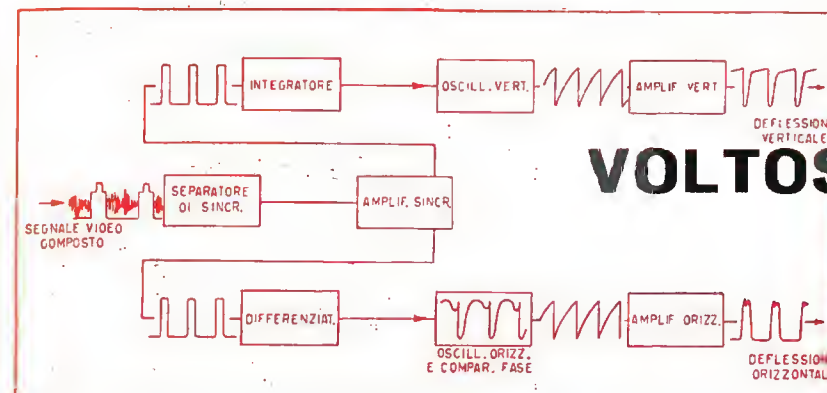 INTEGRATORE
OSCILL. VERT.
AMPLIF VERT
DEFLESSION
VERTICALE
VOLTOS
SEGNALE VIDEO
COMPOSTO
SEPARATORE
DI SINCR.
AMPLIF. SINCR.
DIFFERENZIAT.
OSCILL. ORIZZ.
E COMPAR. FASE
AMPLIF ORIZZ.
DEFLESSION
ORIZZONTAL